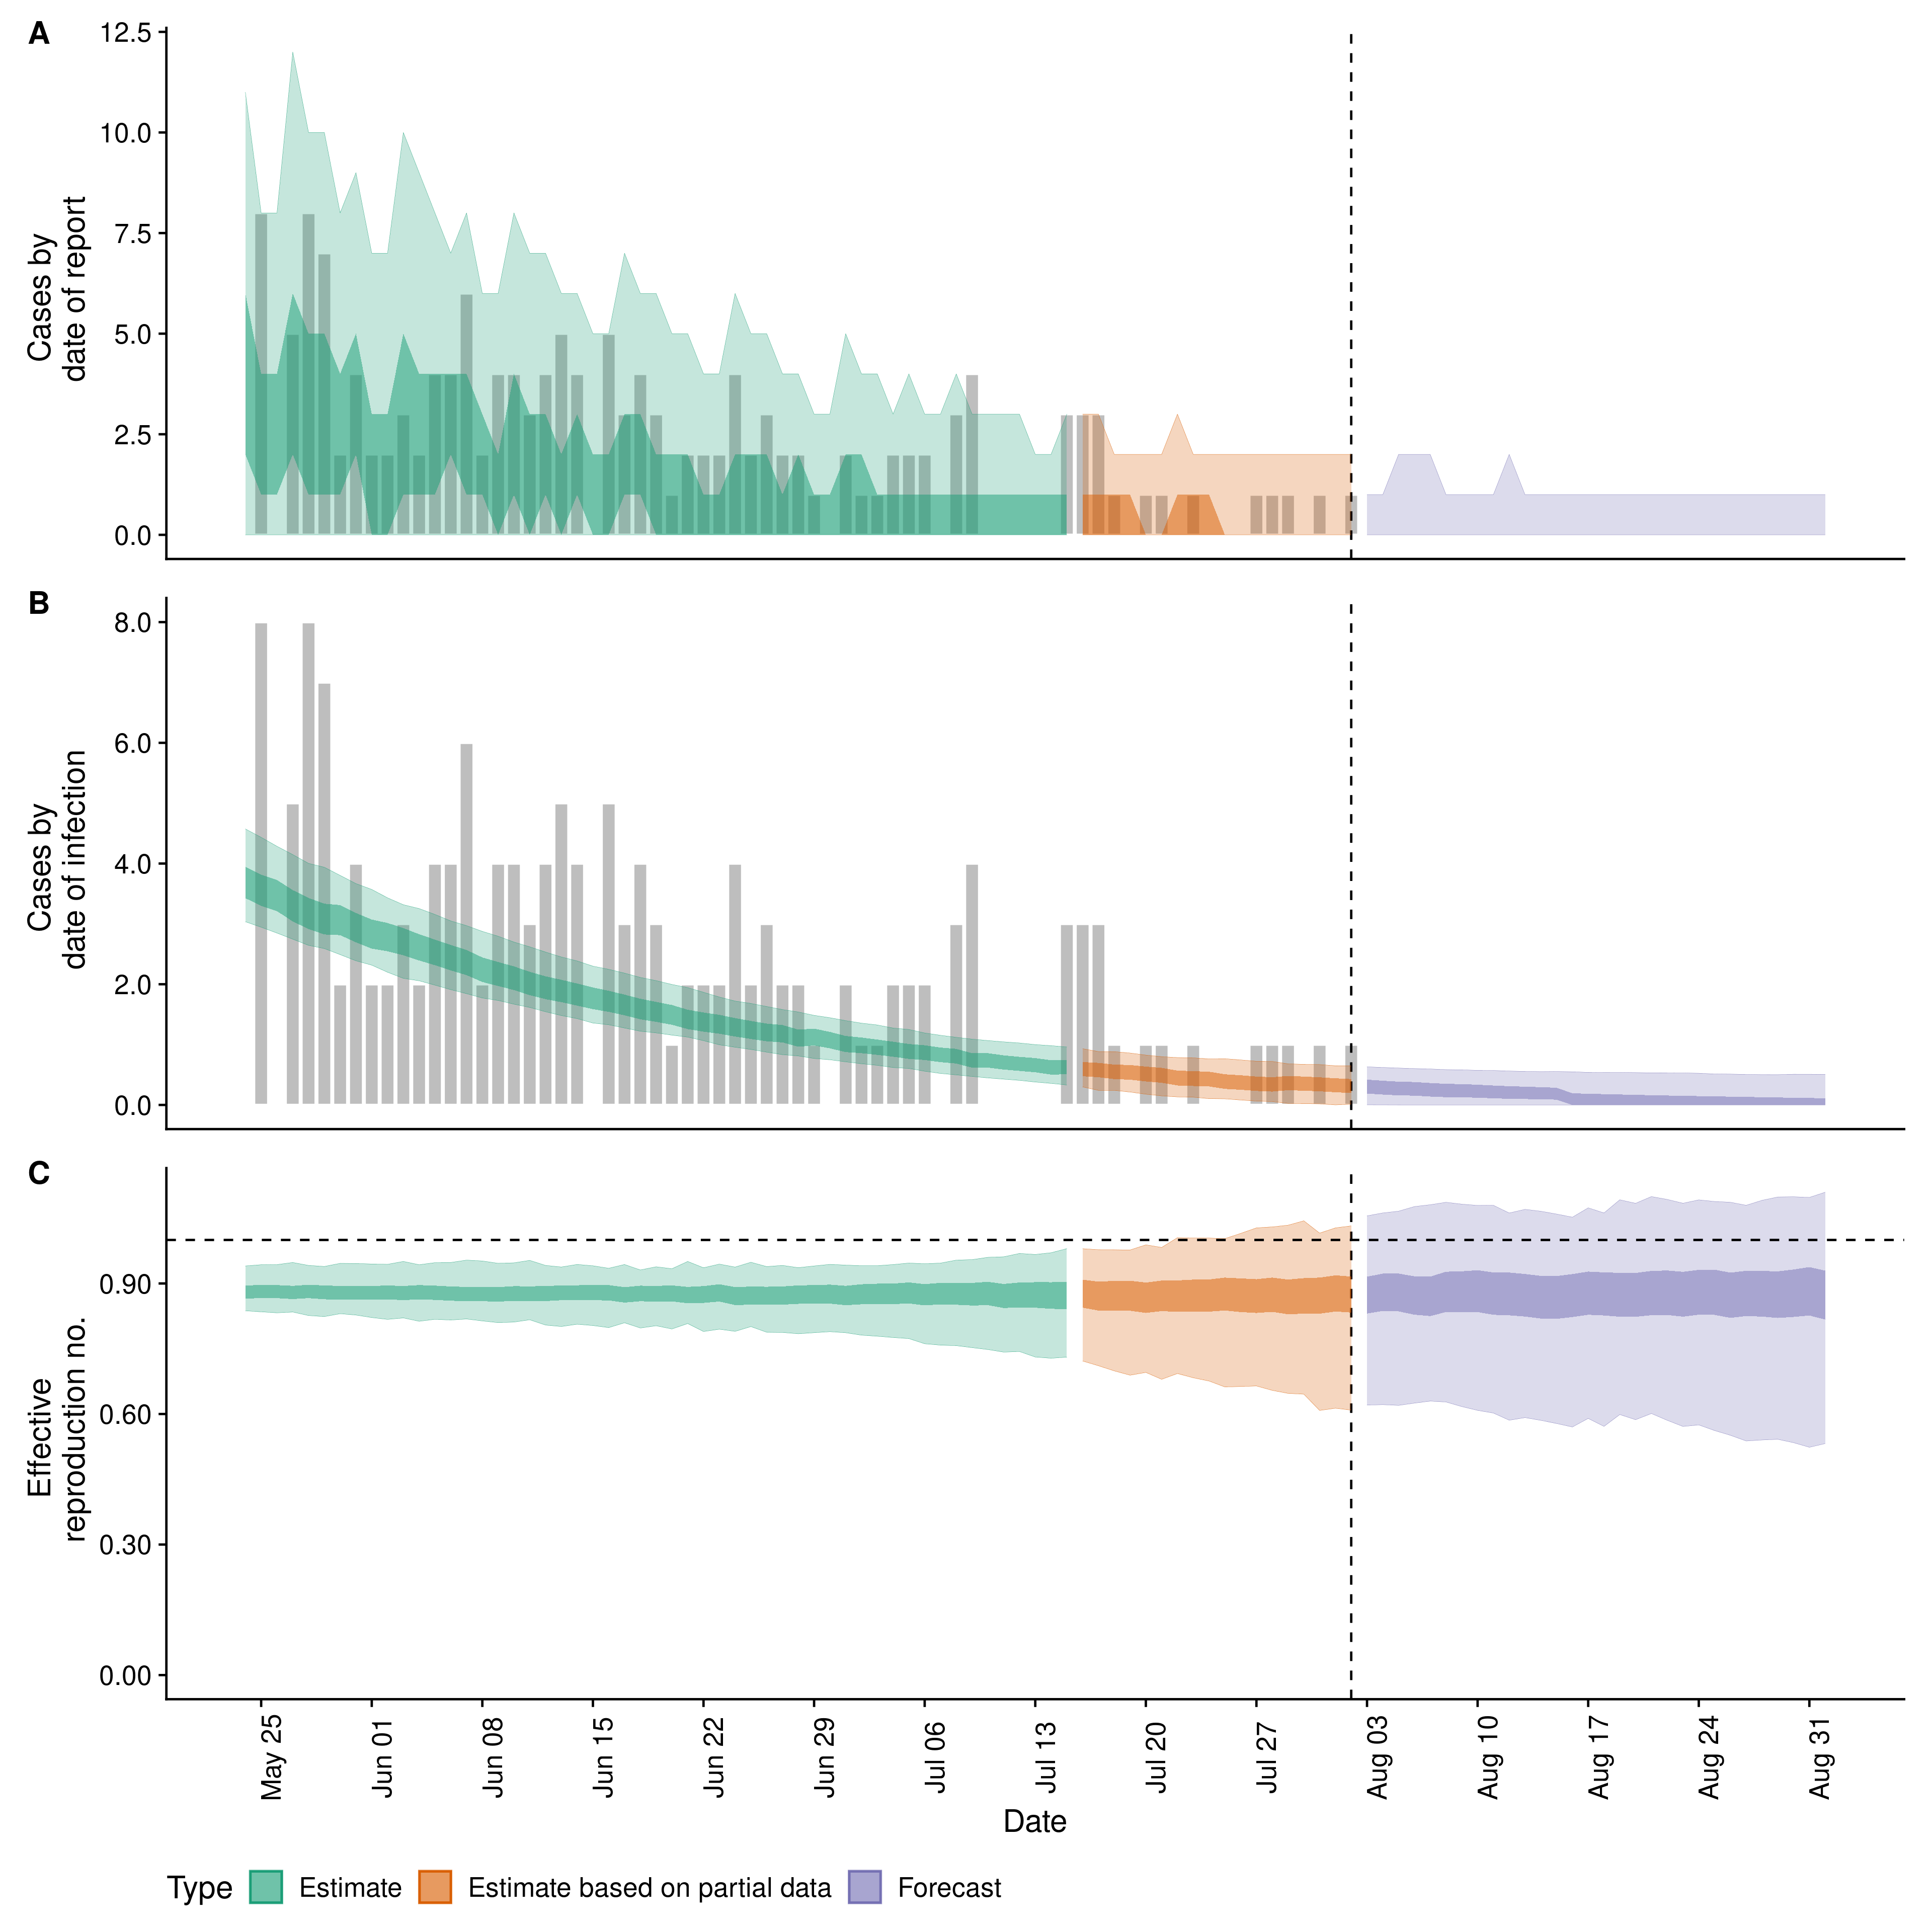 A
12.5
10.0
7.5
5.0
2.5
0.0
Cases by
date of report
B
8.0
6.0
4.0
2.0
0.0
Cases by
date of infection
C
0.90
0.60
0.30
0.00
Effective
reproduction no.
May 25
Jun 01
Jun 08
Jun 15
Jun 22
Jun 29
Jul 06
Jul 13
Jul 20
Jul 27
Aug 03
Aug 10
Aug 17
Aug 24
Aug 31
Date
Type Estimate Estimate based on partial data Forecast